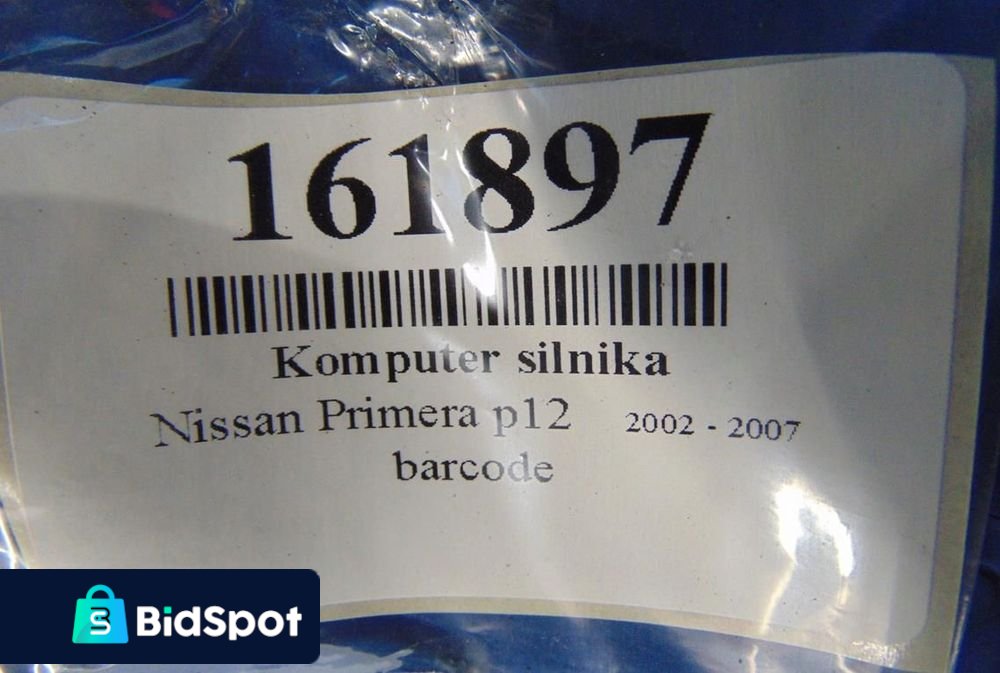 161897
Komputer silnika
Nissan Primera p12 2002 - 2007
barcode
BidSpot